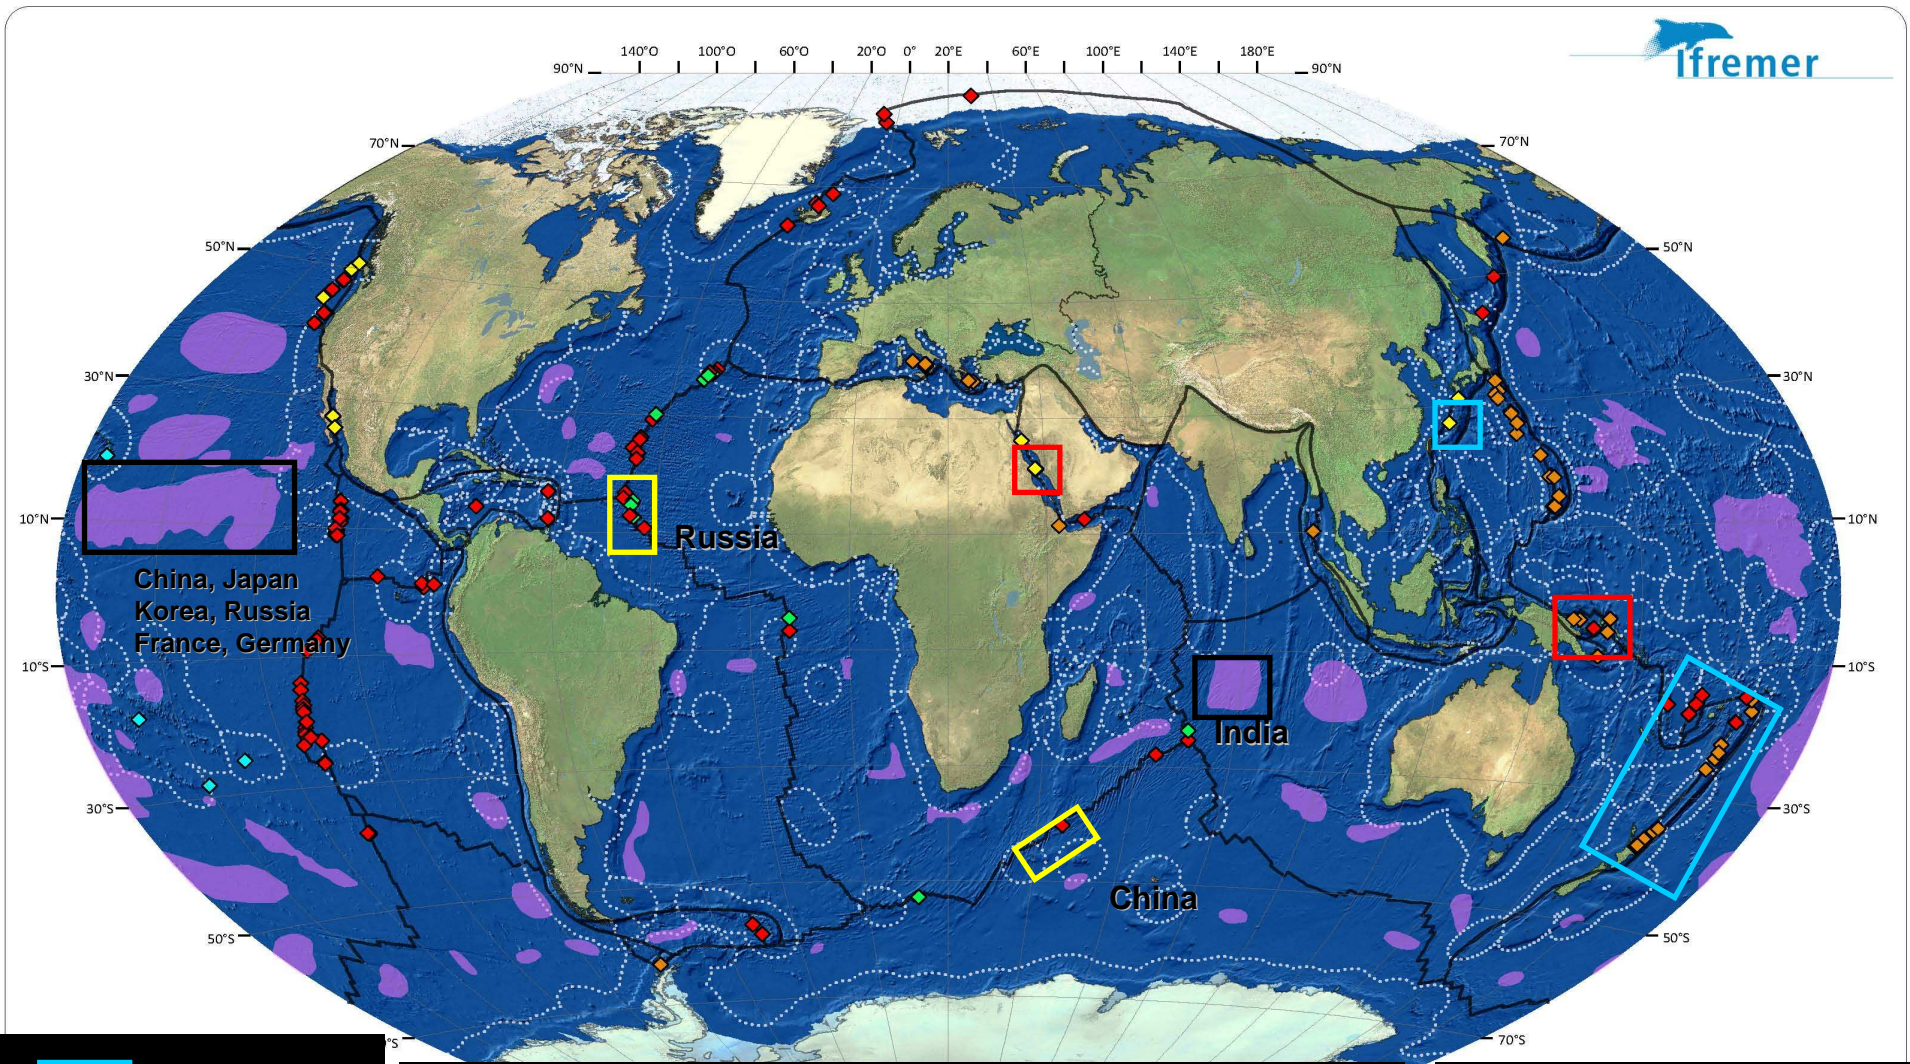 Ifremer
140°O 100°O 60°O 20°O 0° 20°E 60°E 100°E 140°E 180°E
90°N 90°N
70°N 70°N
50°N 50°N
30°N 30°N
10°N 10°N
Russia
China, Japan
Korea, Russia
France, Germany
10°S 10°S
India
30°S 30°S
China
50°S 50°S
°S 70°S